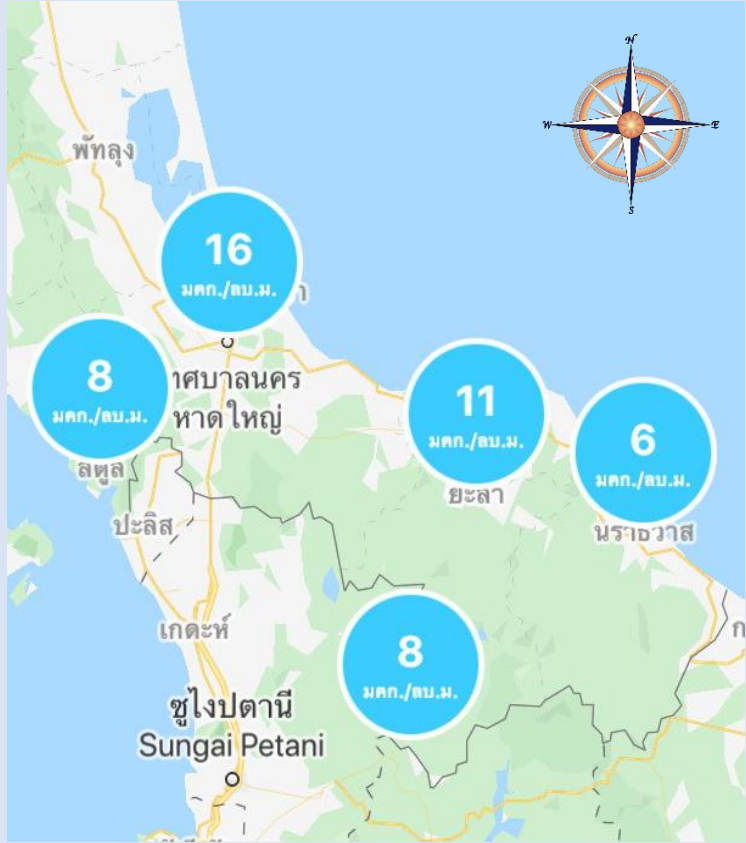 N
W
E
S
พัทลุง
16
มคก./ลบ.ม.
า
8
มคก./ลบ.ม.
าศบาลนคร
หาดใหญ่
11
มคก./ลบ.ม.
6
มคก./ลบ.ม.
สตูล
ยะลา
ปะลิส
นราธิวาส
เกดะห์
ก
8
มคก./ลบ.ม.
ซูไงปตานี
Sungai Petani